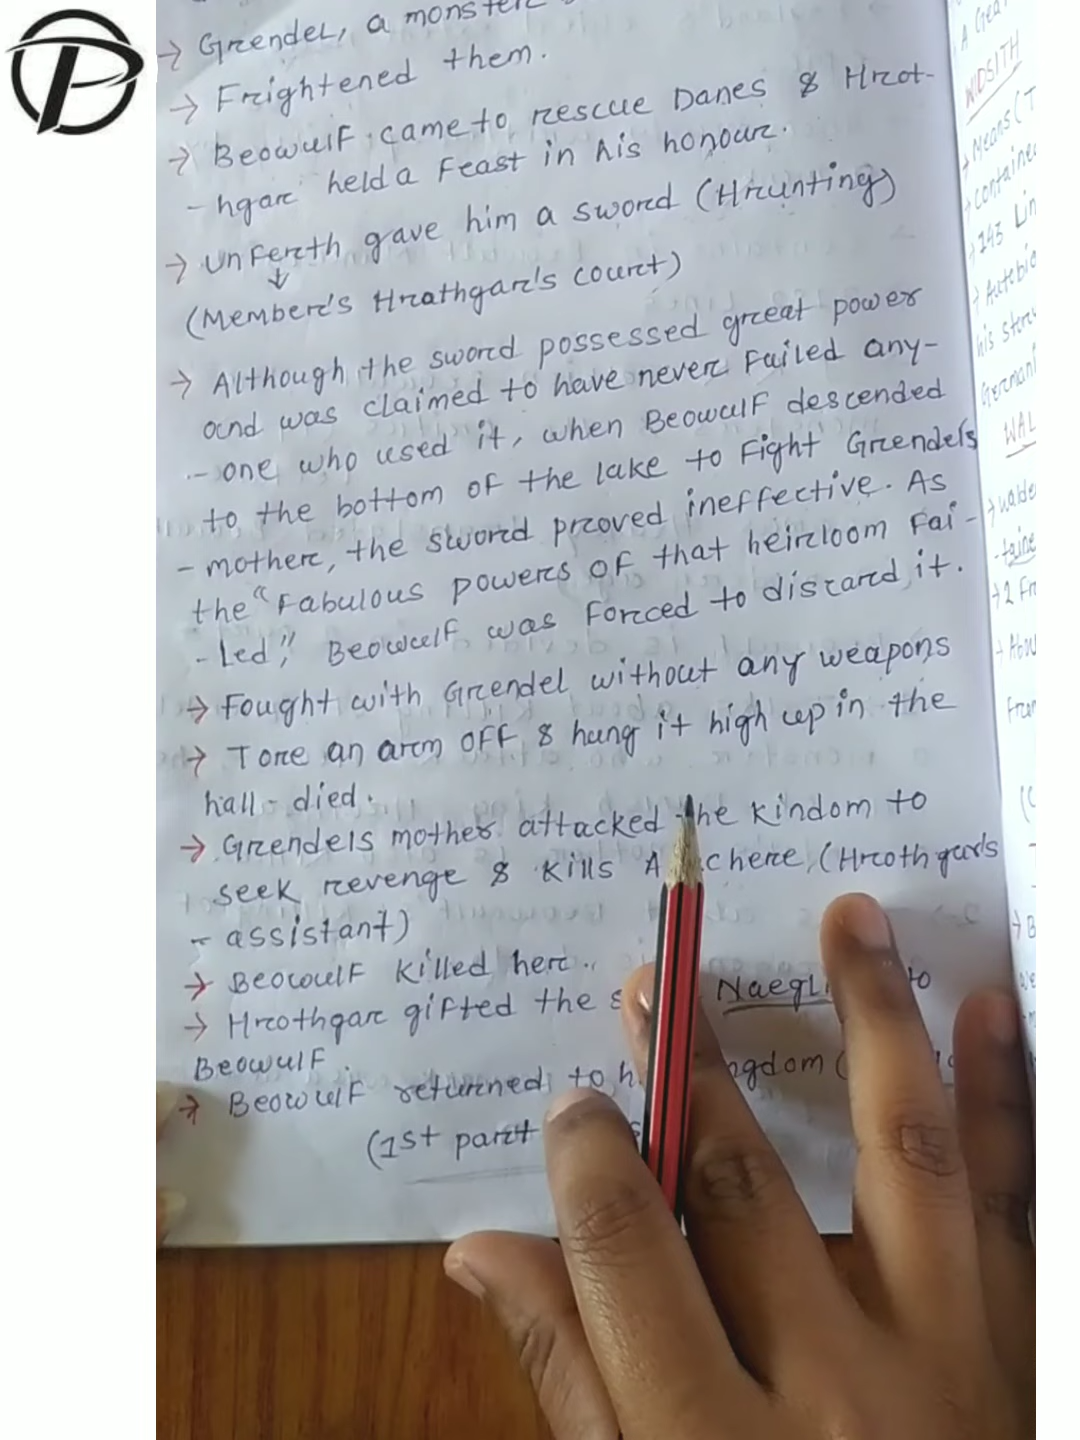 → Grendel, a monster
→ Frightened them.
→ Beowulf came to rescue Danes & Hrot-
- hgar held a Feast in his honour.
→ Unferth gave him a sword (Hrunting)
↓
(Member's Hrathgar's court)
→ Although the sword possessed great power
and was claimed to have never Failed any-
- one who used it, when Beowulf descended
to the bottom of the lake to Fight Grendels
- mother, the sword proved ineffective. As
the "Fabulous powers of that heirloom Fai-
- led", Beowulf was Forced to discard it.
→ Fought with Grendel without any weapons
→ Tore an arm off & hung it high up in the
hall - died.
→ Grendels mother attacked the Kindom to
seek revenge & kills chere, (Hrothgar's
- assistant)
→ Beowulf killed her.
→ Hrothgar gifted the to
Beowulf.
→ Beowulf returned to
(1st part
A
WIDSITH
→ Means (T
→
→ 143
→
his
WAL
→
→ 2
→